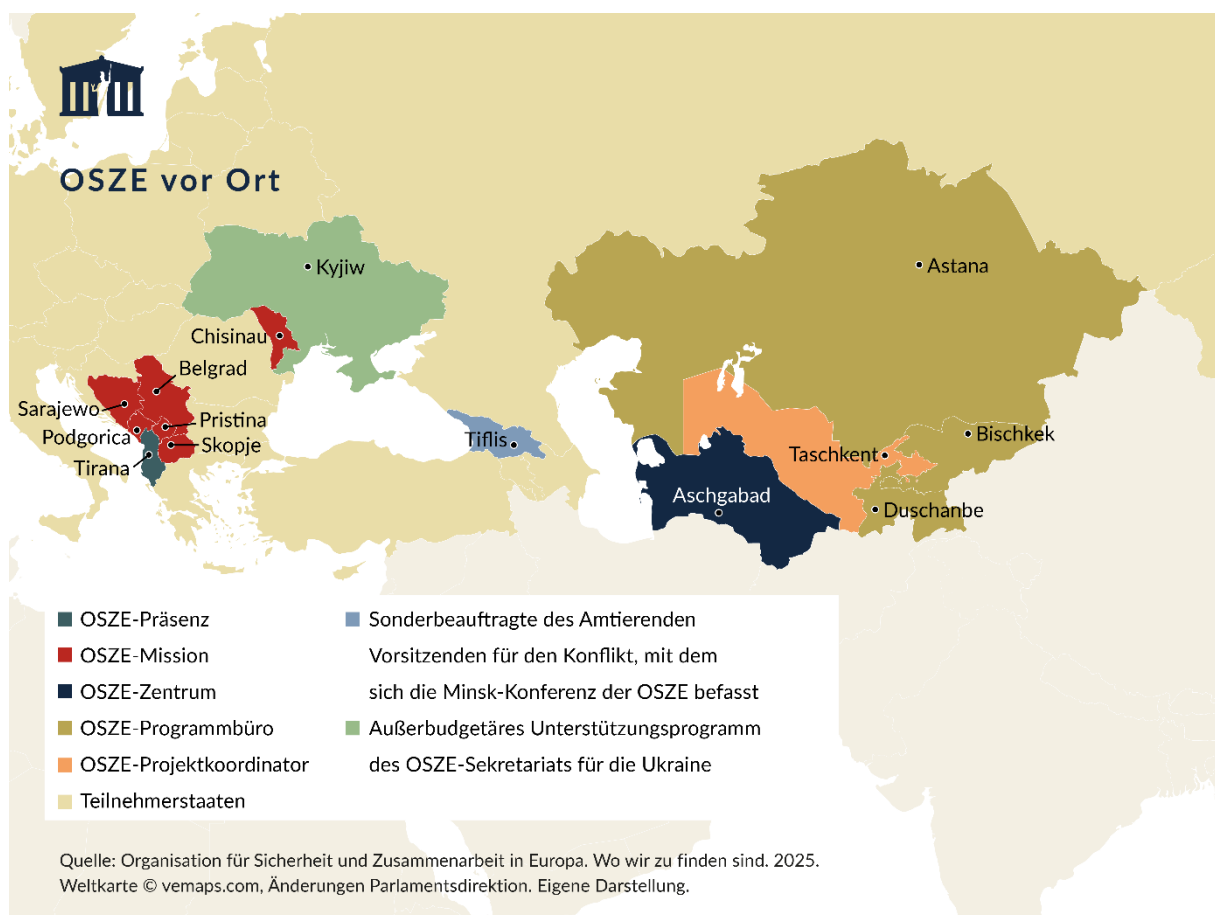 OSZE vor Ort
Kyjiw
Astana
Chisinau
Belgrad
Sarajewo
Pristina
Podgorica
Skopje
Tirana
Tiflis
Bischkek
Taschkent
Aschgabad
Duschanbe
OSZE-Präsenz
OSZE-Mission
OSZE-Zentrum
OSZE-Programmbüro
OSZE-Projektkoordinator
Teilnehmerstaaten
Sonderbeauftragte des Amtierenden
Vorsitzenden für den Konflikt, mit dem
sich die Minsk-Konferenz der OSZE befasst
Außerbudgetäres Unterstützungsprogramm
des OSZE-Sekretariats für die Ukraine
Quelle: Organisation für Sicherheit und Zusammenarbeit in Europa. Wo wir zu finden sind. 2025.
Weltkarte © vemaps.com, Änderungen Parlamentsdirektion. Eigene Darstellung.